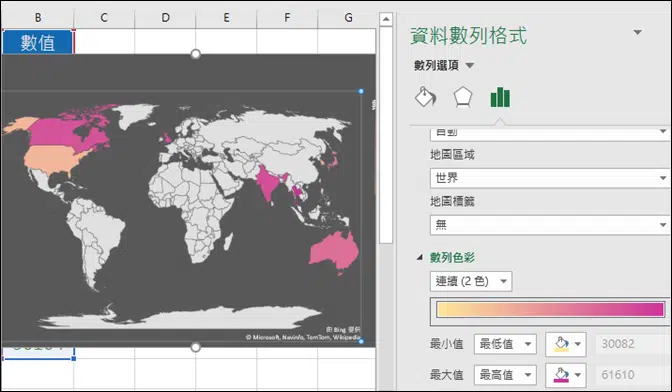 B C D E F G
數值
資料數列格式
數列選項
自動
地圖區域
世界
地圖標籤
無
數列色彩
連續 (2 色)
最小值 最低值 30082
最大值 最高值 61610
由 Bing 提供
© Microsoft, Navinfo, TomTom, Wikipedia